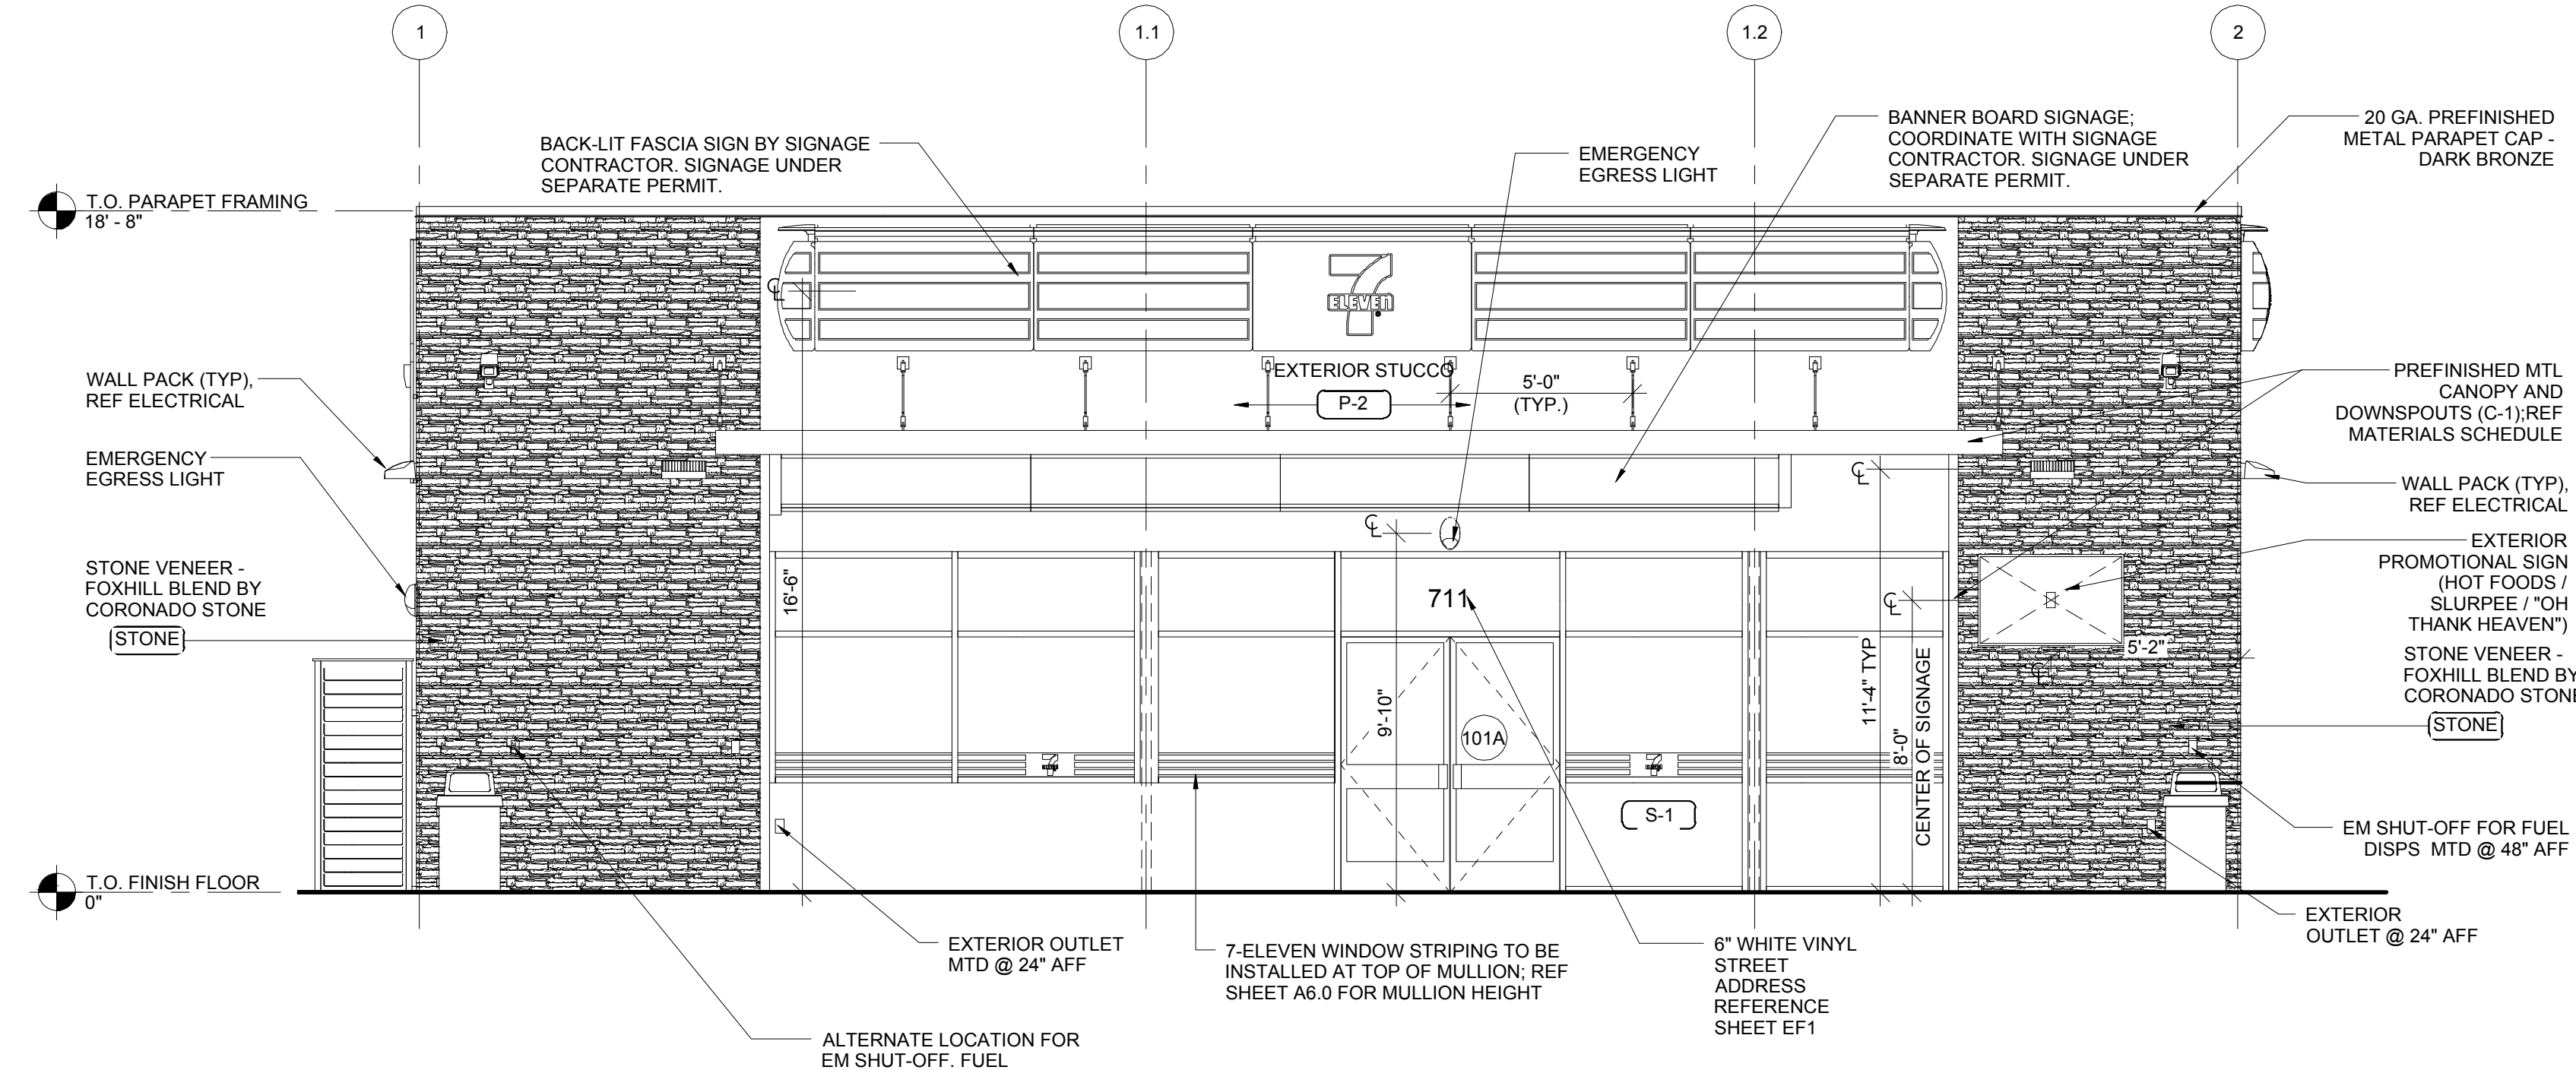 1
1.1
1.2
2
BACK-LIT FASCIA SIGN BY SIGNAGE
CONTRACTOR. SIGNAGE UNDER
SEPARATE PERMIT.
EMERGENCY
EGRESS LIGHT
BANNER BOARD SIGNAGE;
COORDINATE WITH SIGNAGE
CONTRACTOR. SIGNAGE UNDER
SEPARATE PERMIT.
20 GA. PREFINISHED
METAL PARAPET CAP -
DARK BRONZE
T.O. PARAPET FRAMING
18' - 8"
7
ELEVEN
®
EXTERIOR STUCCO
P-2
5'-0"
(TYP.)
WALL PACK (TYP),
REF ELECTRICAL
EMERGENCY
EGRESS LIGHT
STONE VENEER -
FOXHILL BLEND BY
CORONADO STONE
STONE
PREFINISHED MTL
CANOPY AND
DOWNSPOUTS (C-1);REF
MATERIALS SCHEDULE
WALL PACK (TYP),
REF ELECTRICAL
EXTERIOR
PROMOTIONAL SIGN
(HOT FOODS /
SLURPEE / "OH
THANK HEAVEN")
5'-2"
STONE VENEER -
FOXHILL BLEND BY
CORONADO STONE
STONE
℄
℄
℄
℄
℄
16'-6"
711
9'-10"
101A
11'-4" TYP
8'-0"
CENTER OF SIGNAGE
7
7
S-1
EM SHUT-OFF FOR FUEL
DISPS MTD @ 48" AFF
T.O. FINISH FLOOR
0"
EXTERIOR OUTLET
MTD @ 24" AFF
7-ELEVEN WINDOW STRIPING TO BE
INSTALLED AT TOP OF MULLION; REF
SHEET A6.0 FOR MULLION HEIGHT
6" WHITE VINYL
STREET
ADDRESS
REFERENCE
SHEET EF1
EXTERIOR
OUTLET @ 24" AFF
ALTERNATE LOCATION FOR
EM SHUT-OFF. FUEL